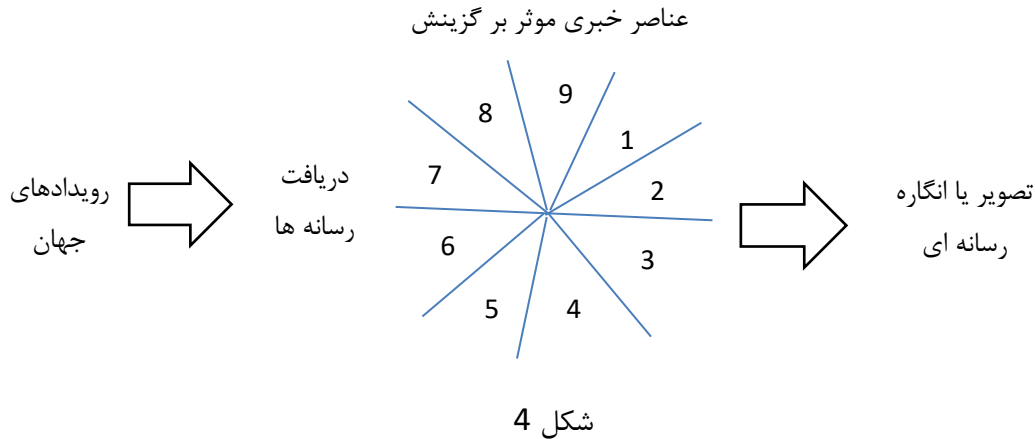 عناصر خبری موثر بر گزینش
رویدادهای
جهان
دریافت
رسانه ها
1
2
3
4
5
6
7
8
9
تصویر یا انگاره
رسانه ای
شکل 4